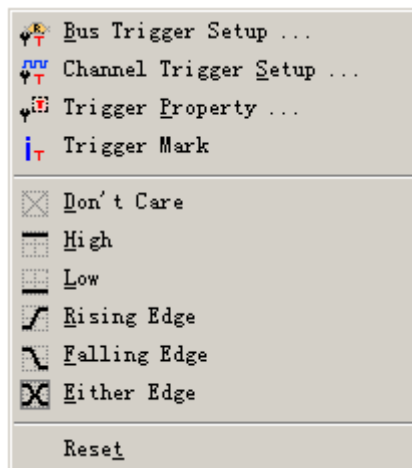 Bus Trigger Setup ...
Channel Trigger Setup ...
Trigger Property ...
Trigger Mark
Don't Care
High
Low
Rising Edge
Falling Edge
Either Edge
Reset